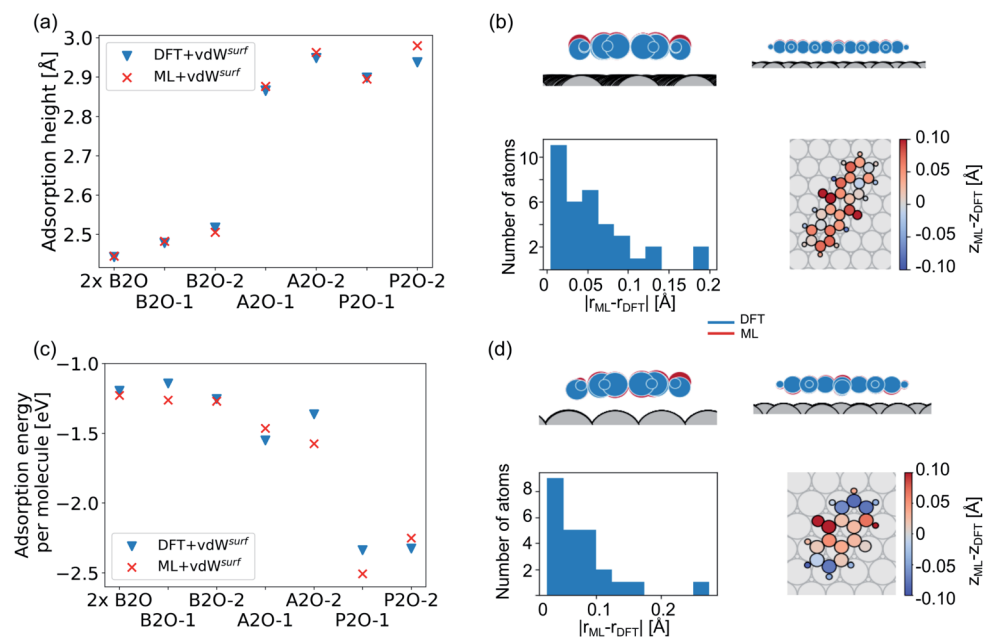 (a)
Adsorption height [Å]
3.0
2.9
2.8
2.7
2.6
2.5
DFT+vdW^surf
ML+vdW^surf
2x B2O
B2O-1
B2O-2
A2O-1
A2O-2
P2O-1
P2O-2
(b)
Number of atoms
10
8
6
4
2
0
0.05
0.1
0.15
0.2
|r_ML-r_DFT| [Å]
0.10
0.05
0
-0.05
-0.10
z_ML-z_DFT [Å]
DFT
ML
(c)
Adsorption energy
per molecule [eV]
−1.0
−1.5
−2.0
−2.5
DFT+vdW^surf
ML+vdW^surf
2x B2O
B2O-1
B2O-2
A2O-1
A2O-2
P2O-1
P2O-2
(d)
Number of atoms
8
6
4
2
0
0.1
0.2
|r_ML-r_DFT| [Å]
0.10
0.05
0
-0.05
-0.10
z_ML-z_DFT [Å]